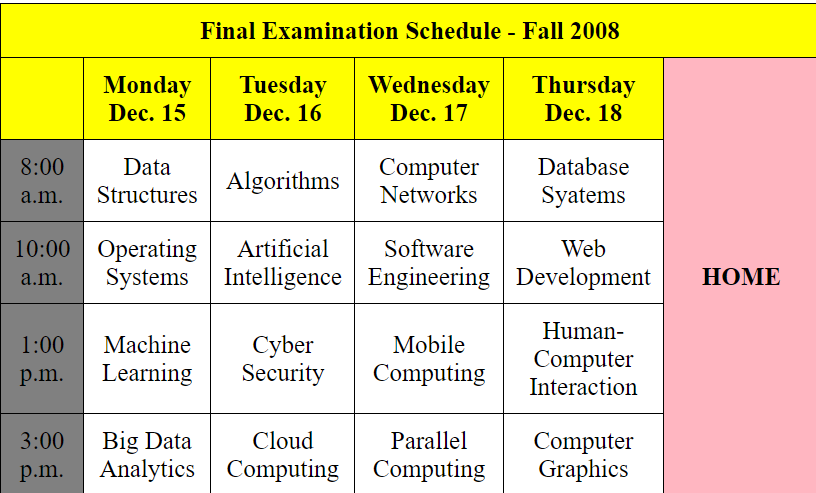 Final Examination Schedule - Fall 2008
Monday Tuesday Wednesday Thursday
Dec. 15 Dec. 16 Dec. 17 Dec. 18
8:00 Data Algorithms Computer Database
a.m. Structures Networks Syatems
10:00 Operating Artificial Software Web
a.m. Systems Intelligence Engineering Development
HOME
1:00 Machine Cyber Mobile Human-
p.m. Learning Security Computing Computer
Interaction
3:00 Big Data Cloud Parallel Computer
p.m. Analytics Computing Computing Graphics